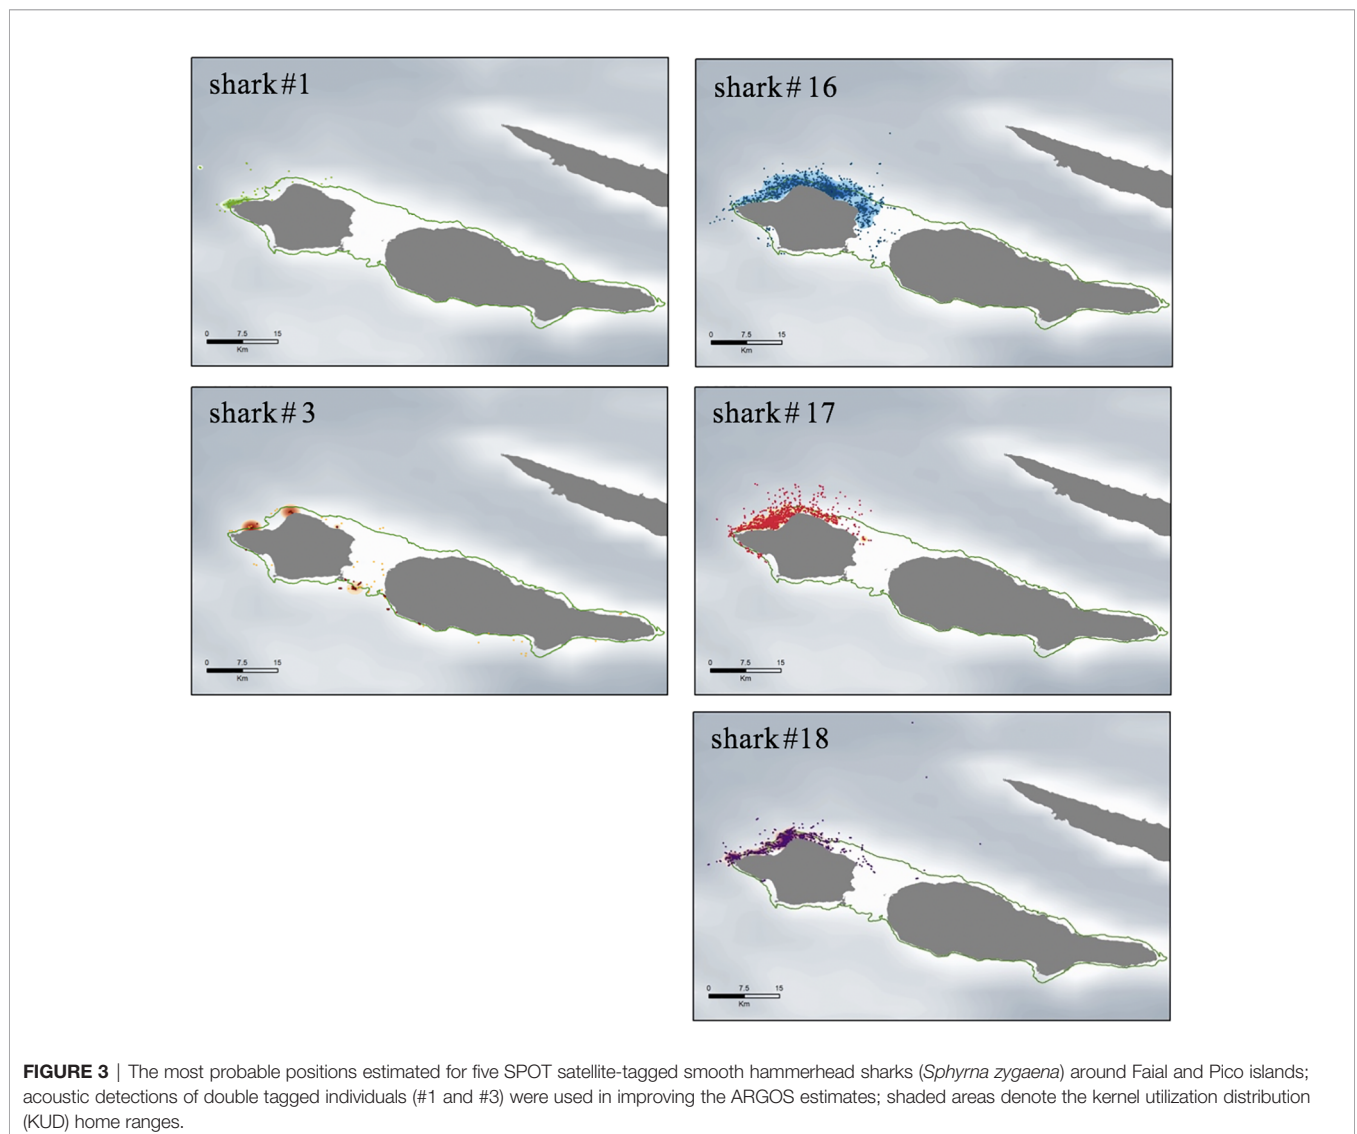 shark #1
0 7.5 15
Km
shark # 16
0 7.5 15
Km
shark # 3
0 7.5 15
Km
shark # 17
0 7.5 15
Km
shark #18
0 7.5 15
Km
FIGURE 3 | The most probable positions estimated for five SPOT satellite-tagged smooth hammerhead sharks (Sphyrna zygaena) around Faial and Pico islands;
acoustic detections of double tagged individuals (#1 and #3) were used in improving the ARGOS estimates; shaded areas denote the kernel utilization distribution
(KUD) home ranges.